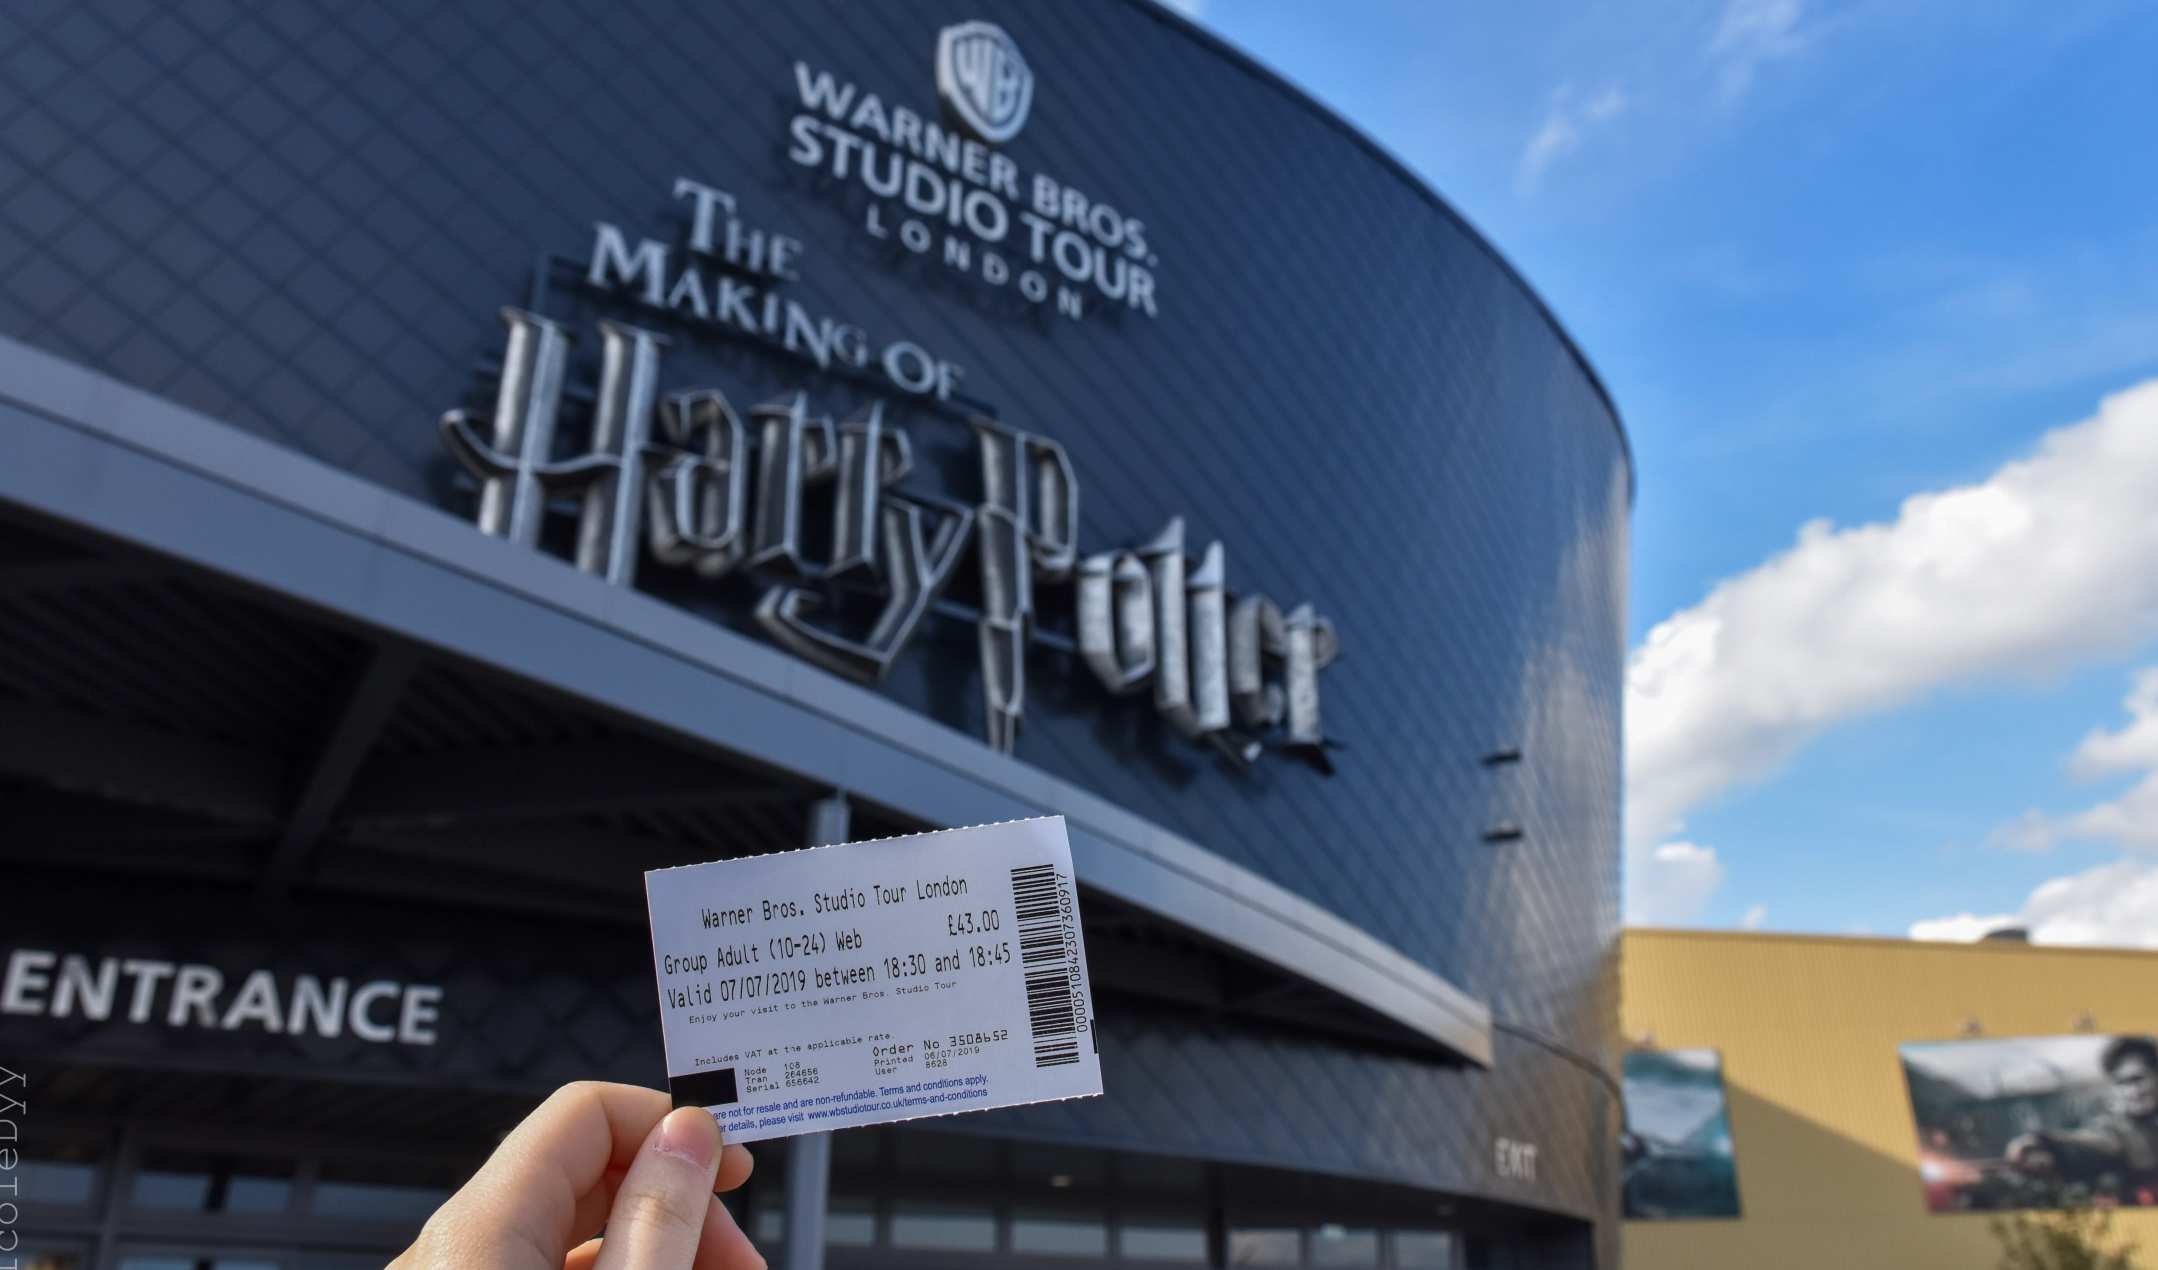 WB
WARNER BROS.
STUDIO TOUR
LONDON
THE
MAKING OF
Harry Potter
Warner Bros. Studio Tour London
£43.00
Group Adult (10-24) Web
Valid 07/07/2019 between 18:30 and 18:45
Enjoy your visit to the Warner Bros. Studio Tour
Includes VAT at the applicable rate.
Node 108
Tran 264656
Serial 656642
Order No 3508652
Printed 06/07/2019
User 8628
are not for resale and are non-refundable. Terms and conditions apply.
details, please visit www.wbstudiotour.co.uk/terms-and-conditions
00005108423073609​17
ENTRANCE
EXIT